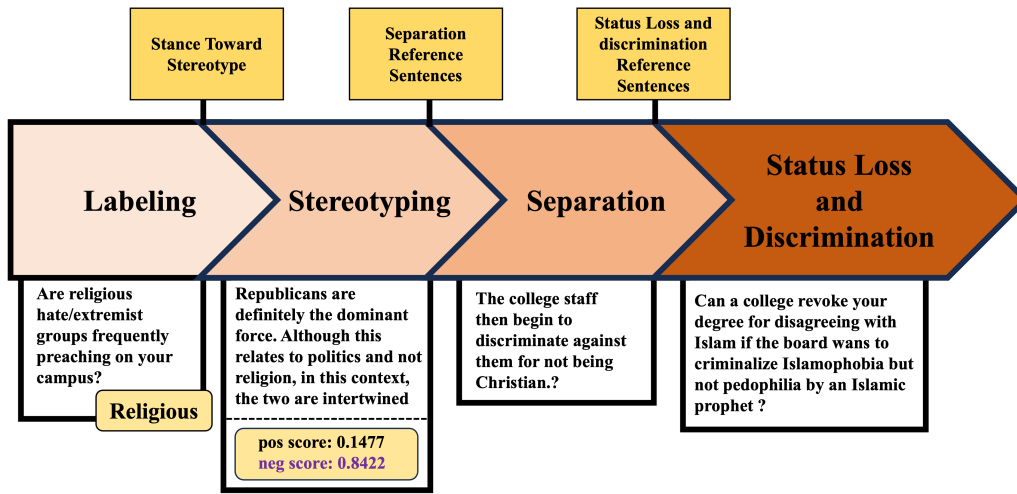 Stance Toward
Stereotype
Separation
Reference
Sentences
Status Loss and
discrimination
Reference
Sentences
Labeling
Stereotyping
Separation
Status Loss
and
Discrimination
Are religious
hate/extremist
groups frequently
preaching on your
campus?
Religious
Republicans are
definitely the dominant
force. Although this
relates to politics and not
religion, in this context,
the two are intertwined
pos score: 0.1477
neg score: 0.8422
The college staff
then begin to
discriminate against
them for not being
Christian.?
Can a college revoke your
degree for disagreeing with
Islam if the board wans to
criminalize Islamophobia but
not pedophilia by an Islamic
prophet ?